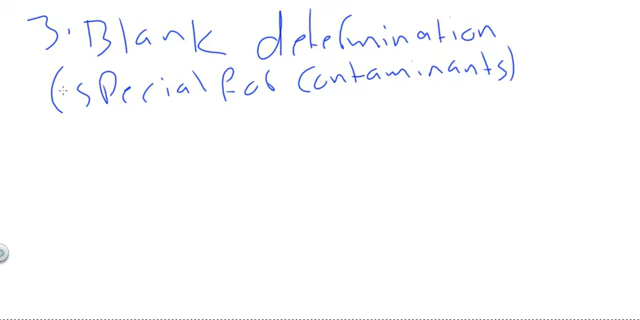 3. Blank determination
(special for contaminants)